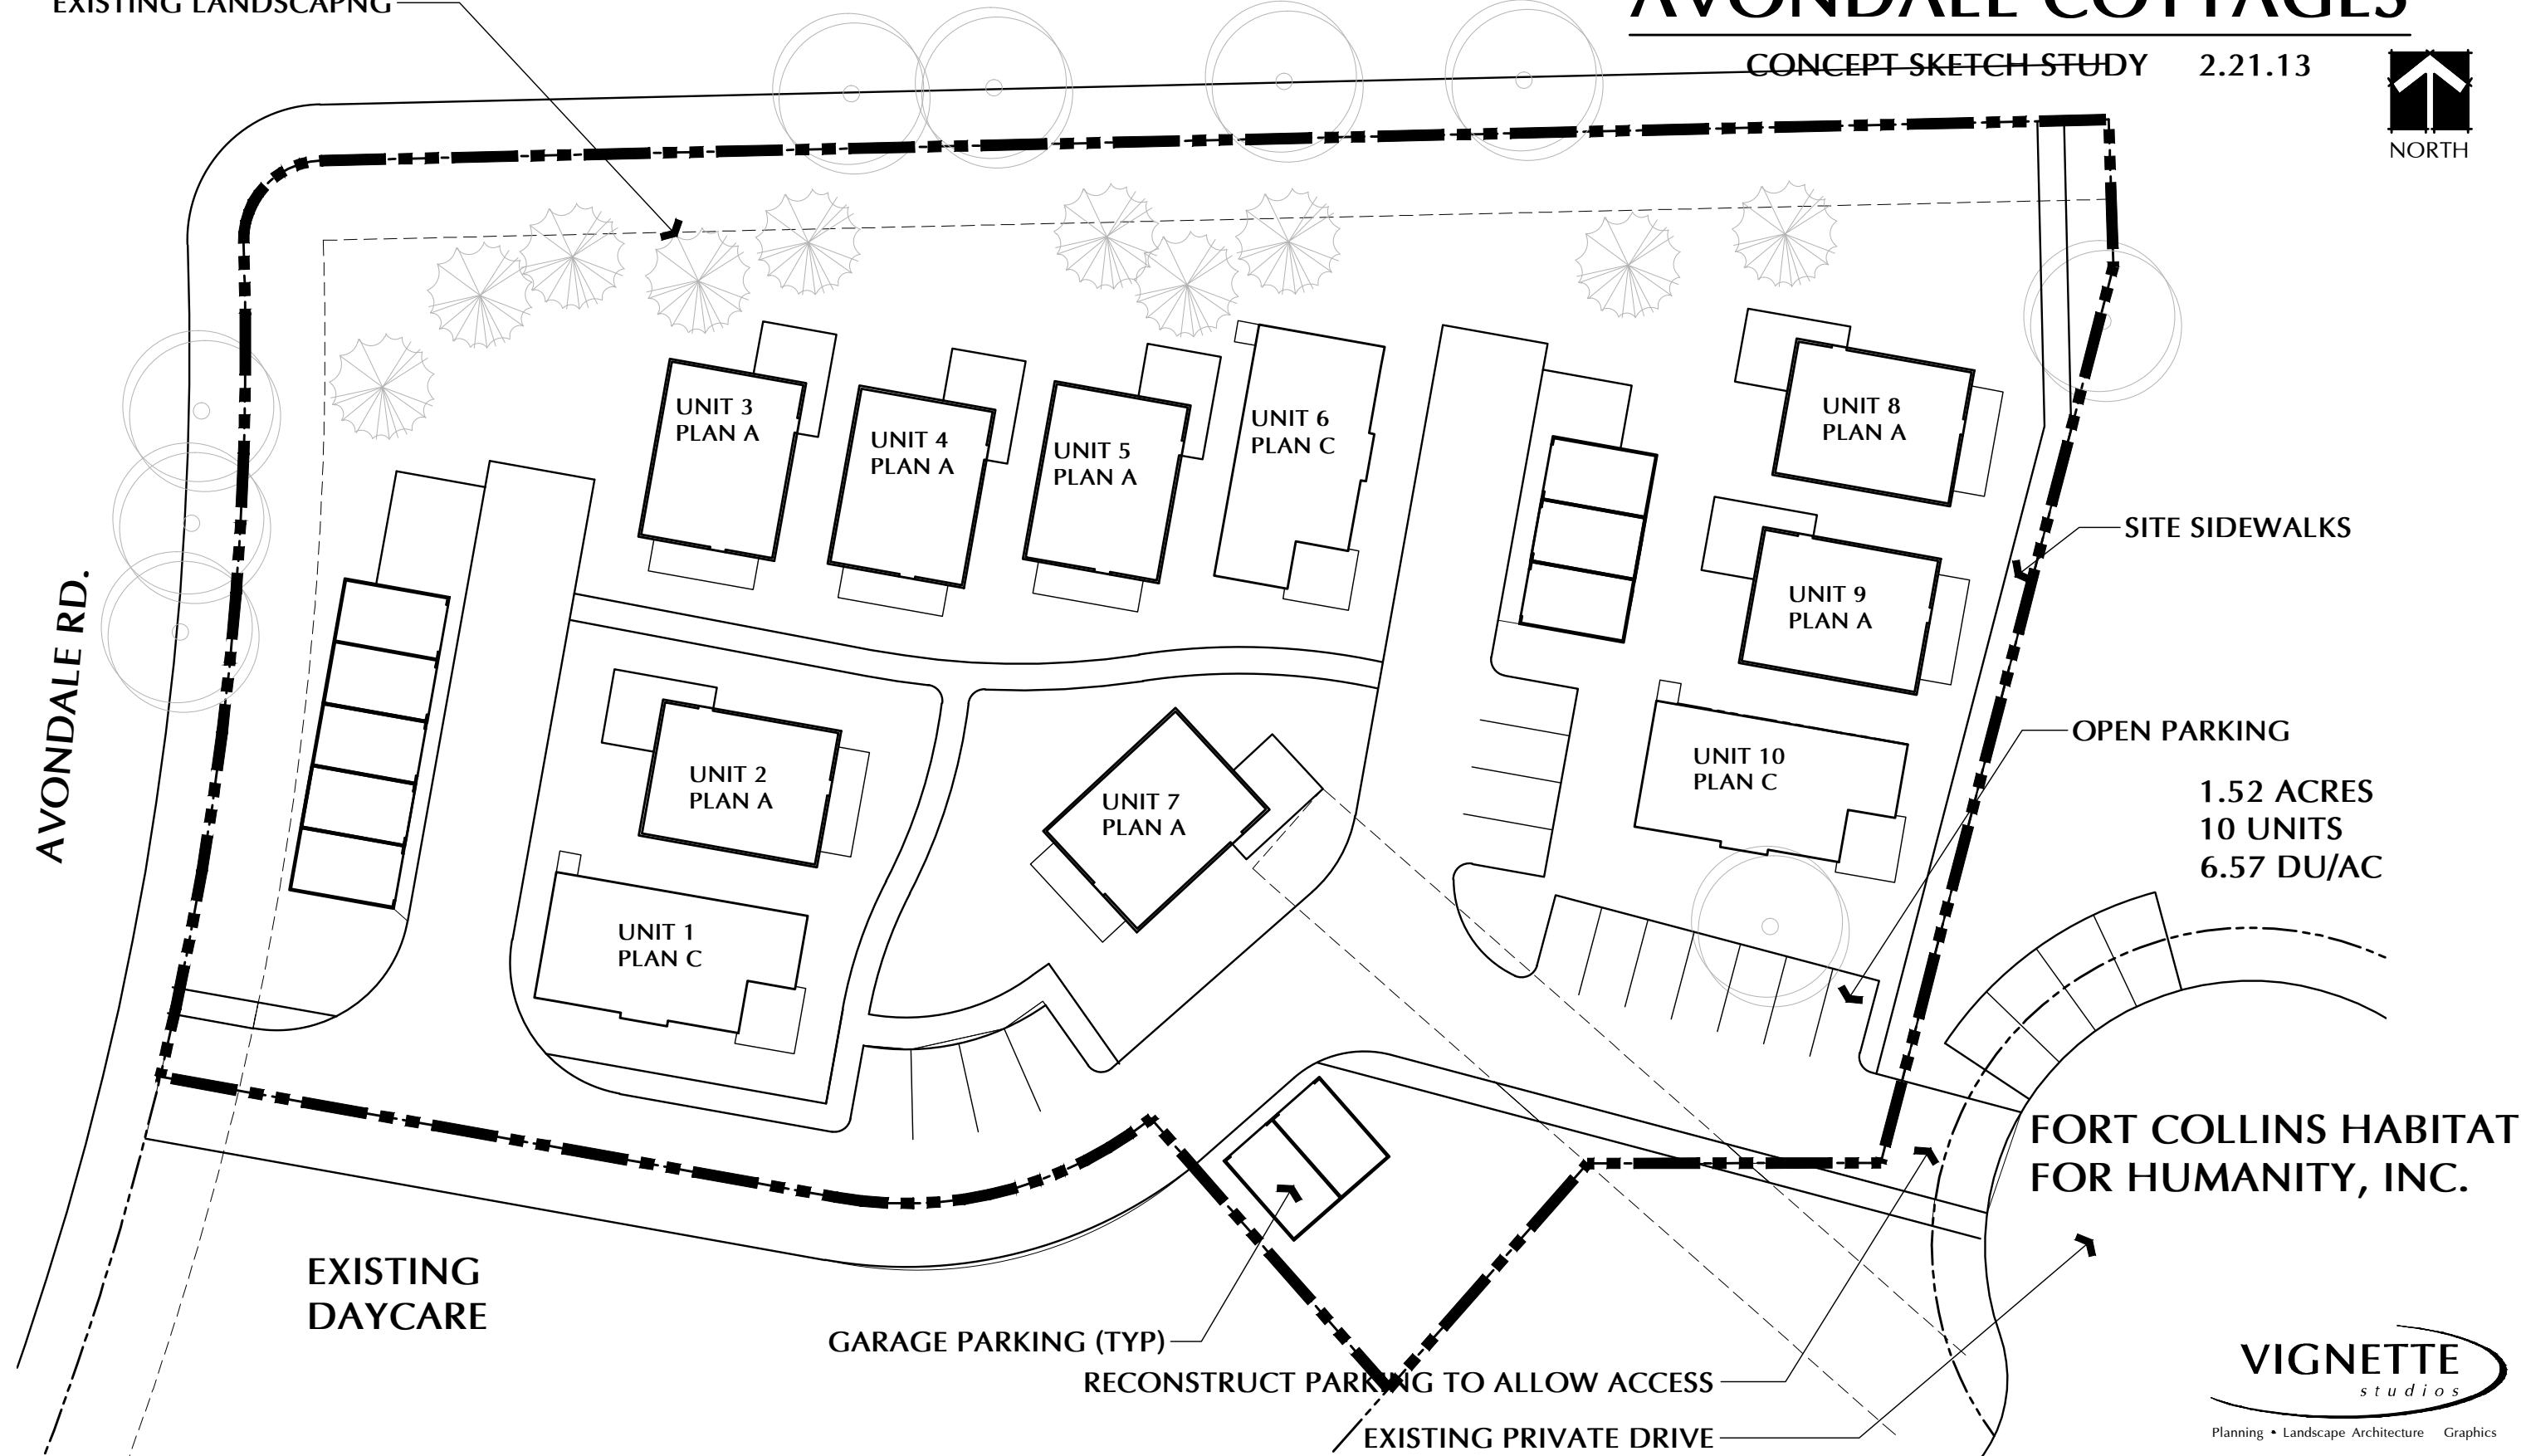 EXISTING LANDSCAPNG
AVONDALE COTTAGES
CONCEPT SKETCH STUDY 2.21.13
NORTH
UNIT 3
PLAN A
UNIT 4
PLAN A
UNIT 5
PLAN A
UNIT 6
PLAN C
UNIT 8
PLAN A
SITE SIDEWALKS
UNIT 9
PLAN A
AVONDALE RD.
OPEN PARKING
UNIT 2
PLAN A
UNIT 7
PLAN A
UNIT 10
PLAN C
1.52 ACRES
10 UNITS
6.57 DU/AC
UNIT 1
PLAN C
FORT COLLINS HABITAT
FOR HUMANITY, INC.
EXISTING
DAYCARE
GARAGE PARKING (TYP)
RECONSTRUCT PARKING TO ALLOW ACCESS
EXISTING PRIVATE DRIVE
VIGNETTE
studios
Planning • Landscape Architecture Graphics